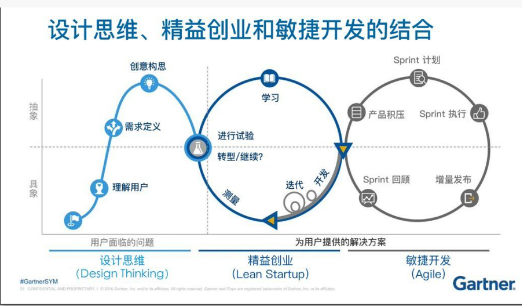 设计思维、精益创业和敏捷开发的结合
创意构思
需求定义
理解用户
抽象
具象
学习
进行试验
转型/继续?
测量
迭代
开发
Sprint 计划
产品积压
Sprint 执行
Sprint 回顾
增量发布
用户面临的问题
为用户提供的解决方案
设计思维
(Design Thinking)
精益创业
(Lean Startup)
敏捷开发
(Agile)
#GartnerSYM
Gartner